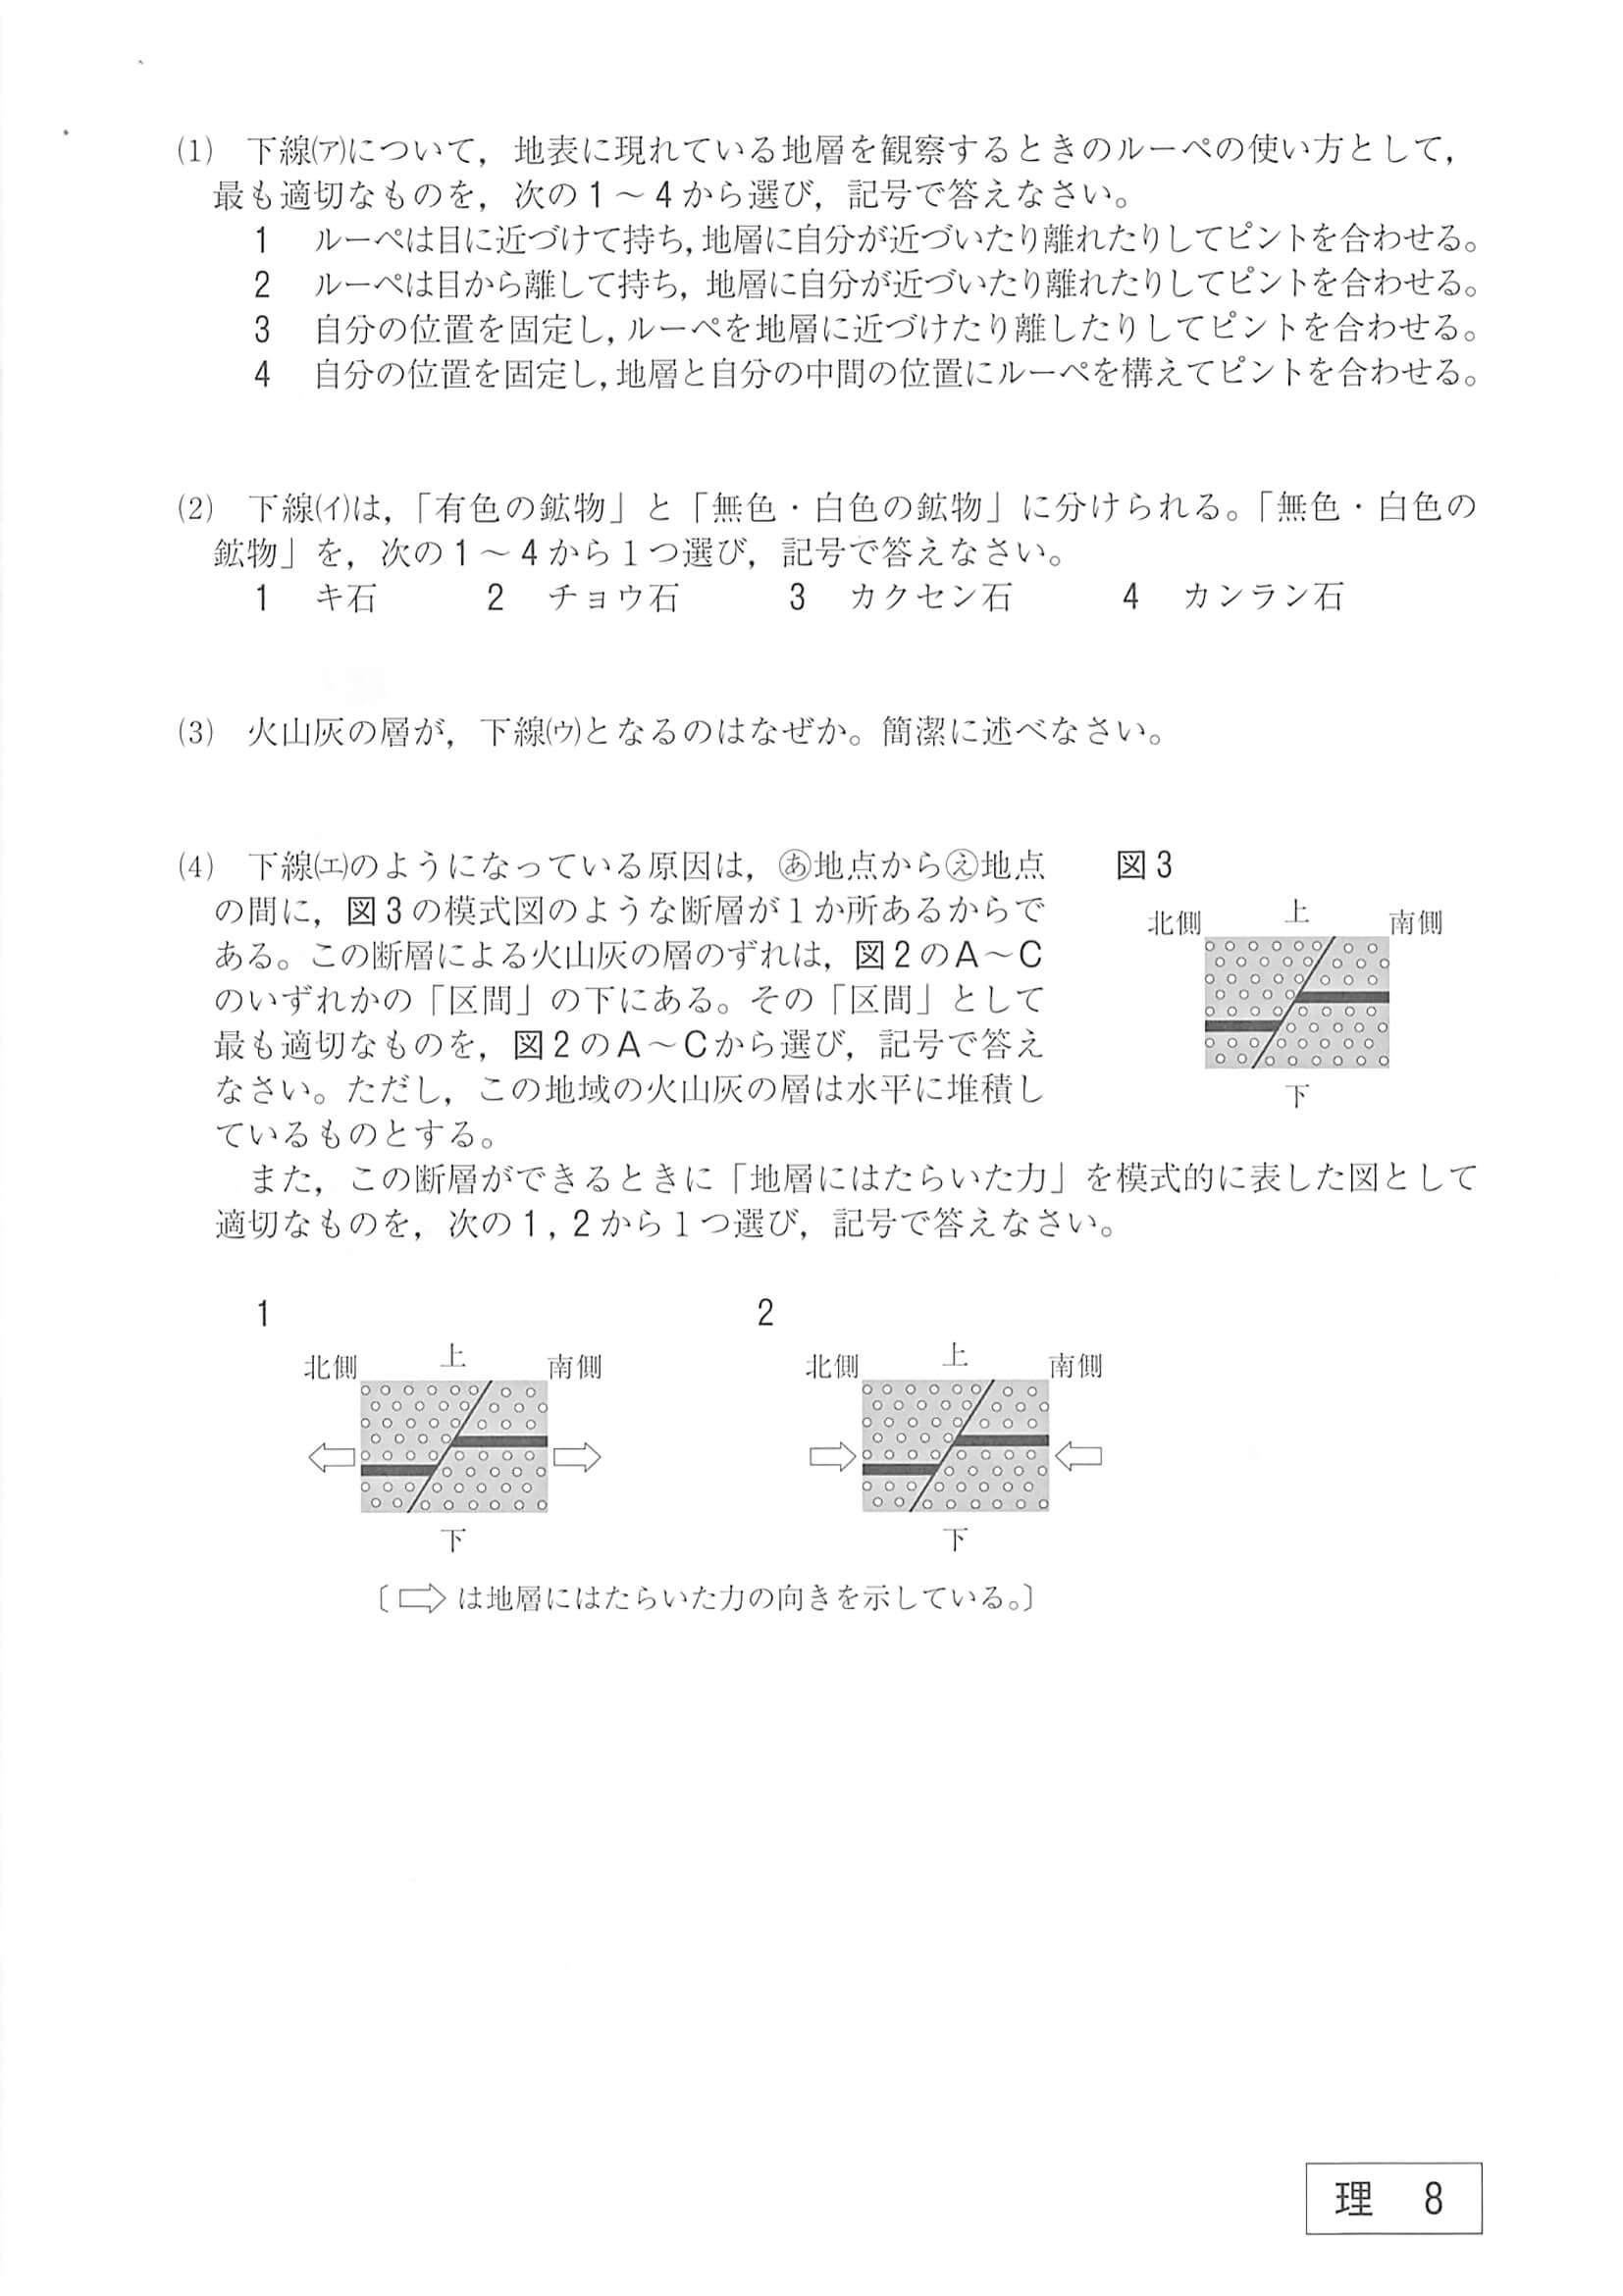 (1) 下線(ア)について，地表に現れている地層を観察するときのルーペの使い方として，
最も適切なものを，次の1～4から選び，記号で答えなさい。
1 ルーペは目に近づけて持ち，地層に自分が近づいたり離れたりしてピントを合わせる。
2 ルーペは目から離して持ち，地層に自分が近づいたり離れたりしてピントを合わせる。
3 自分の位置を固定し，ルーペを地層に近づけたり離したりしてピントを合わせる。
4 自分の位置を固定し，地層と自分の中間の位置にルーペを構えてピントを合わせる。
(2) 下線(イ)は，「有色の鉱物」と「無色・白色の鉱物」に分けられる。「無色・白色の
鉱物」を，次の1～4から1つ選び，記号で答えなさい。
1 キ石 2 チョウ石 3 カクセン石 4 カンラン石
(3) 火山灰の層が，下線(ウ)となるのはなぜか。簡潔に述べなさい。
(4) 下線(エ)のようになっている原因は，あ地点からえ地点
の間に，図3の模式図のような断層が1か所あるからで
ある。この断層による火山灰の層のずれは，図2のA～C
のいずれかの「区間」の下にある。その「区間」として
最も適切なものを，図2のA～Cから選び，記号で答え
なさい。ただし，この地域の火山灰の層は水平に堆積し
ているものとする。
図3
北側 上 南側
下
また，この断層ができるときに「地層にはたらいた力」を模式的に表した図として
適切なものを，次の1，2から1つ選び，記号で答えなさい。
1
北側 上 南側
下
2
北側 上 南側
下
〔⇨は地層にはたらいた力の向きを示している。〕
理 8